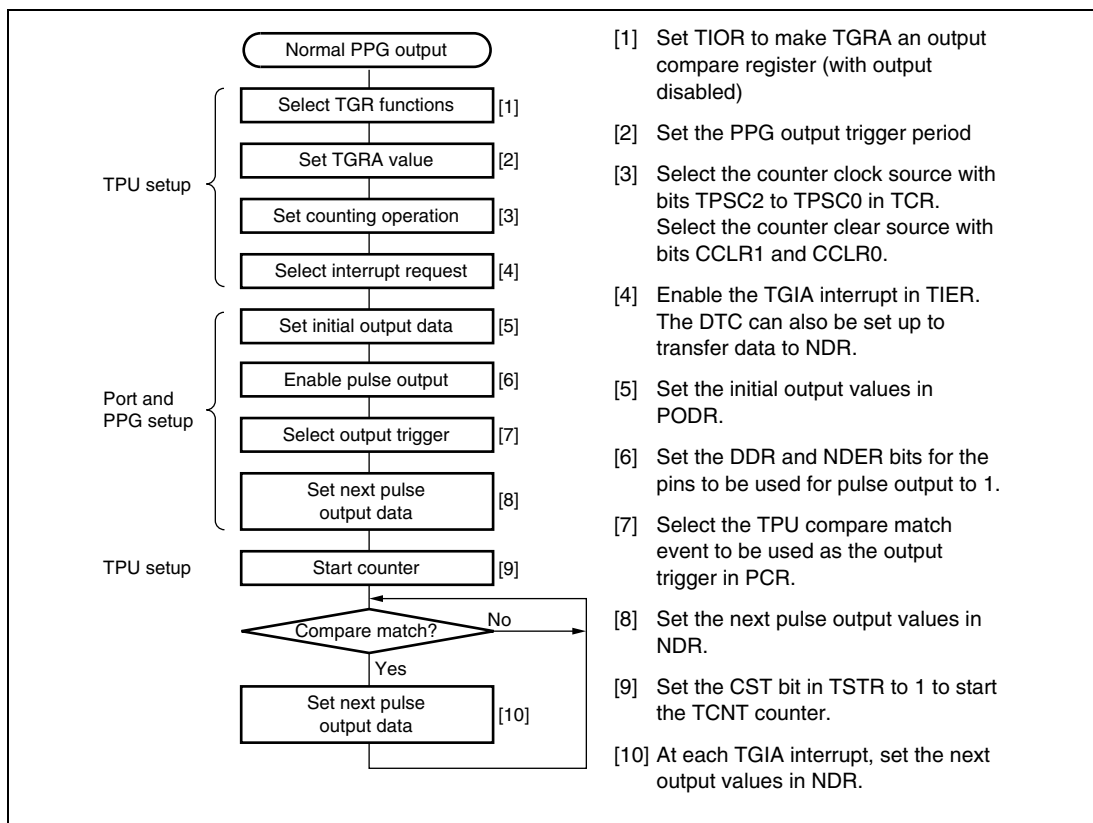 Normal PPG output
Select TGR functions [1]
Set TGRA value [2]
TPU setup
Set counting operation [3]
Select interrupt request [4]
Set initial output data [5]
Enable pulse output [6]
Port and
PPG setup
Select output trigger [7]
Set next pulse
output data
[8]
TPU setup
Start counter [9]
Compare match?
No
Yes
Set next pulse
output data
[10]
[1] Set TIOR to make TGRA an output
compare register (with output
disabled)
[2] Set the PPG output trigger period
[3] Select the counter clock source with
bits TPSC2 to TPSC0 in TCR.
Select the counter clear source with
bits CCLR1 and CCLR0.
[4] Enable the TGIA interrupt in TIER.
The DTC can also be set up to
transfer data to NDR.
[5] Set the initial output values in
PODR.
[6] Set the DDR and NDER bits for the
pins to be used for pulse output to 1.
[7] Select the TPU compare match
event to be used as the output
trigger in PCR.
[8] Set the next pulse output values in
NDR.
[9] Set the CST bit in TSTR to 1 to start
the TCNT counter.
[10] At each TGIA interrupt, set the next
output values in NDR.